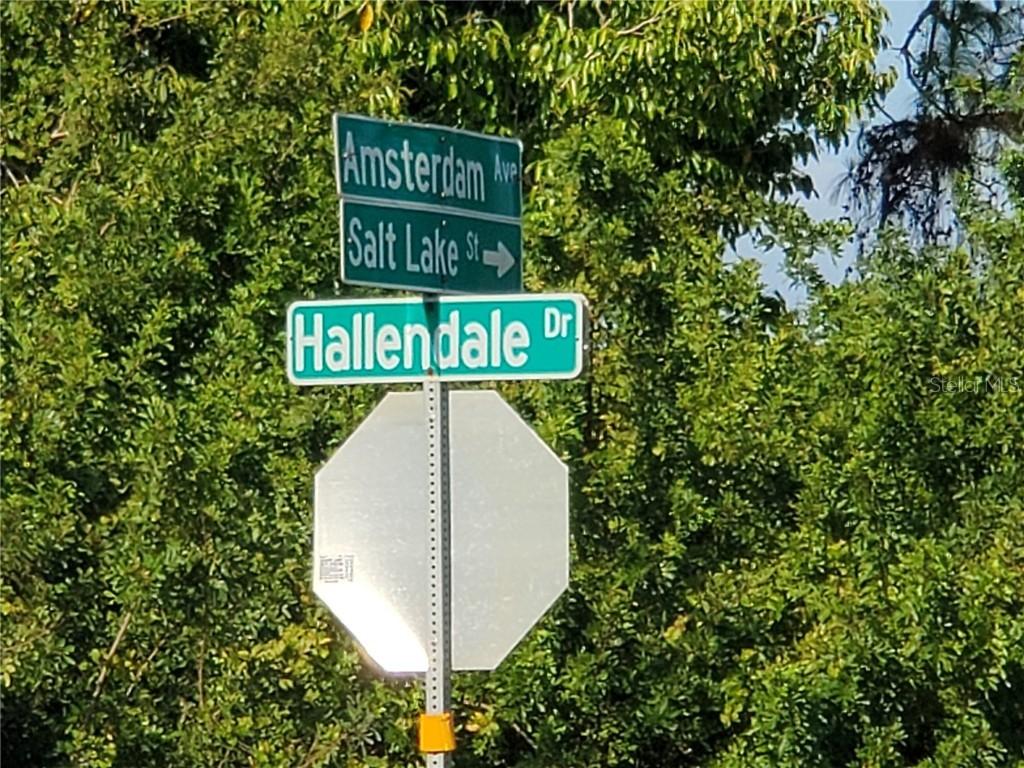 Amsterdam Ave
Salt Lake St
Hallendale Dr
Stellar MLS